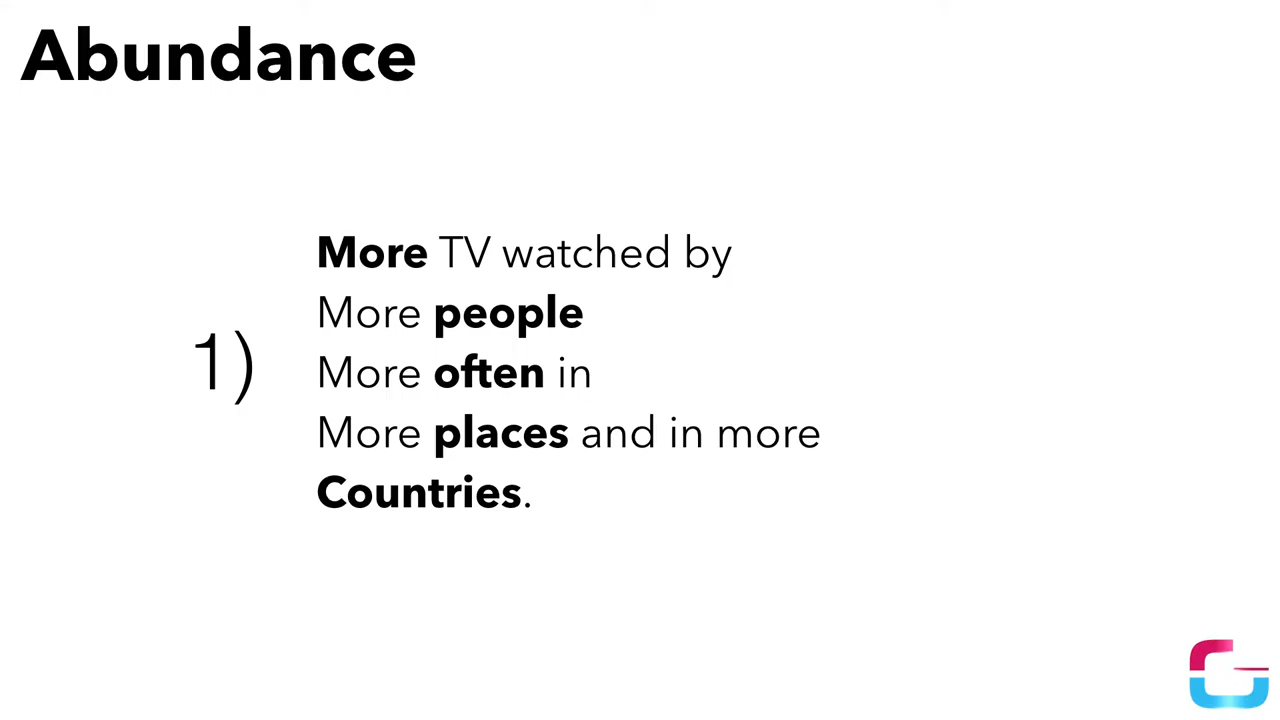 Abundance
1)
More TV watched by
More people
More often in
More places and in more
Countries.